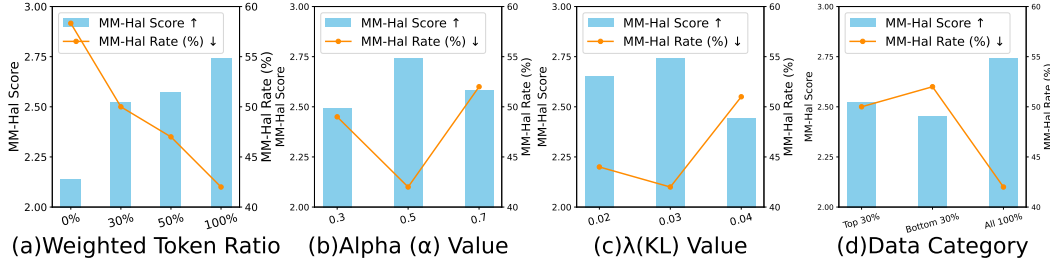 3.00
2.75
2.50
2.25
2.00
MM-Hal Score
MM-Hal Score ↑
MM-Hal Rate (%) ↓
60
55
50
45
40
MM-Hal Rate (%)
0%
30%
50%
100%
(a)Weighted Token Ratio
3.00
2.75
2.50
2.25
2.00
MM-Hal Score
MM-Hal Score ↑
MM-Hal Rate (%) ↓
60
55
50
45
40
MM-Hal Rate (%)
0.3
0.5
0.7
(b)Alpha (α) Value
3.00
2.75
2.50
2.25
2.00
MM-Hal Score
MM-Hal Score ↑
MM-Hal Rate (%) ↓
60
55
50
45
40
MM-Hal Rate (%)
0.02
0.03
0.04
(c)λ(KL) Value
3.00
2.75
2.50
2.25
2.00
MM-Hal Score
MM-Hal Score ↑
MM-Hal Rate (%) ↓
60
55
50
45
40
MM-Hal Rate (%)
Top 30%
Bottom 30%
All 100%
(d)Data Category